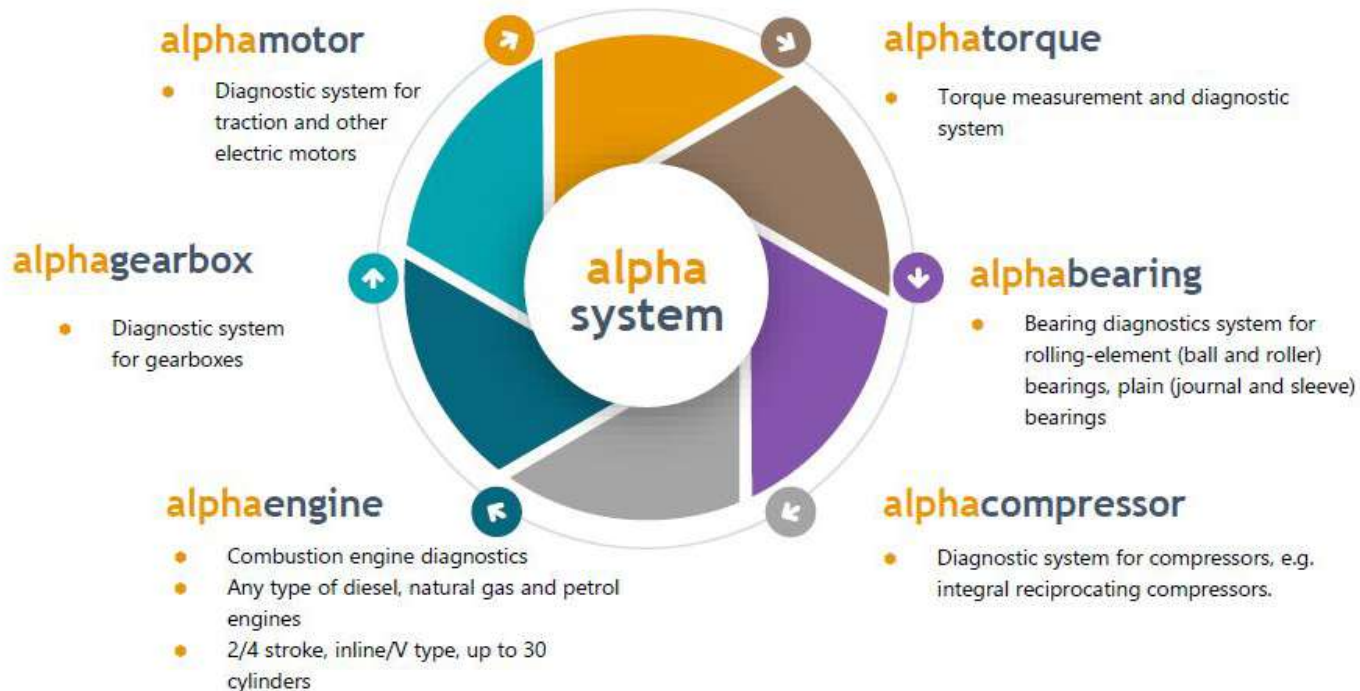 alphamotor
Diagnostic system for
traction and other
electric motors
alphatorque
Torque measurement and diagnostic
system
alphagearbox
Diagnostic system
for gearboxes
alpha
system
alphabearing
Bearing diagnostics system for
rolling-element (ball and roller)
bearings, plain (journal and sleeve)
bearings
alphaengine
Combustion engine diagnostics
Any type of diesel, natural gas and petrol
engines
2/4 stroke, inline/V type, up to 30
cylinders
alphacompressor
Diagnostic system for compressors, e.g.
integral reciprocating compressors.